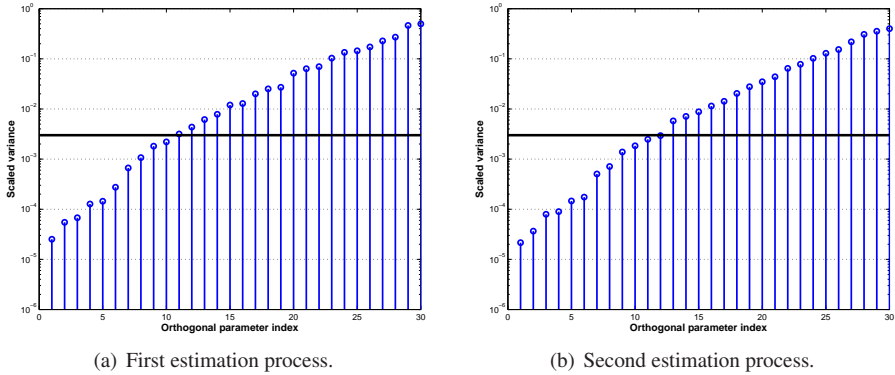 10^0
10^−1
10^−2
10^−3
10^−4
10^−5
10^−6
Scaled variance
0 5 10 15 20 25 30
Orthogonal parameter index
(a) First estimation process.
10^0
10^−1
10^−2
10^−3
10^−4
10^−5
10^−6
Scaled variance
0 5 10 15 20 25 30
Orthogonal parameter index
(b) Second estimation process.